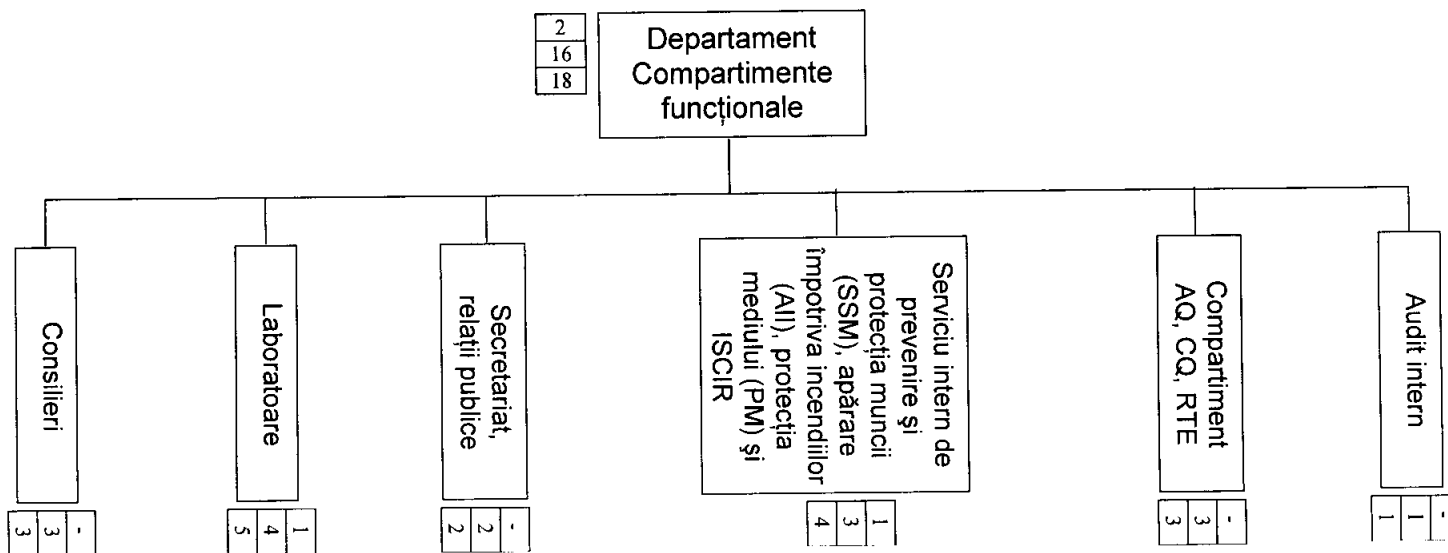 2
16
18
Departament
Compartimente
funcționale
Consilieri
-
3
3
Laboratoare
1
4
5
Secretariat,
relații publice
-
2
2
Serviciu intern de
prevenire și
protecția muncii
(SSM), apărare
împotriva incendiilor
(AII), protecția
mediului (PM) și
ISCIR
1
3
4
Compartiment
AQ, CQ, RTE
-
3
3
Audit intern
-
1
1